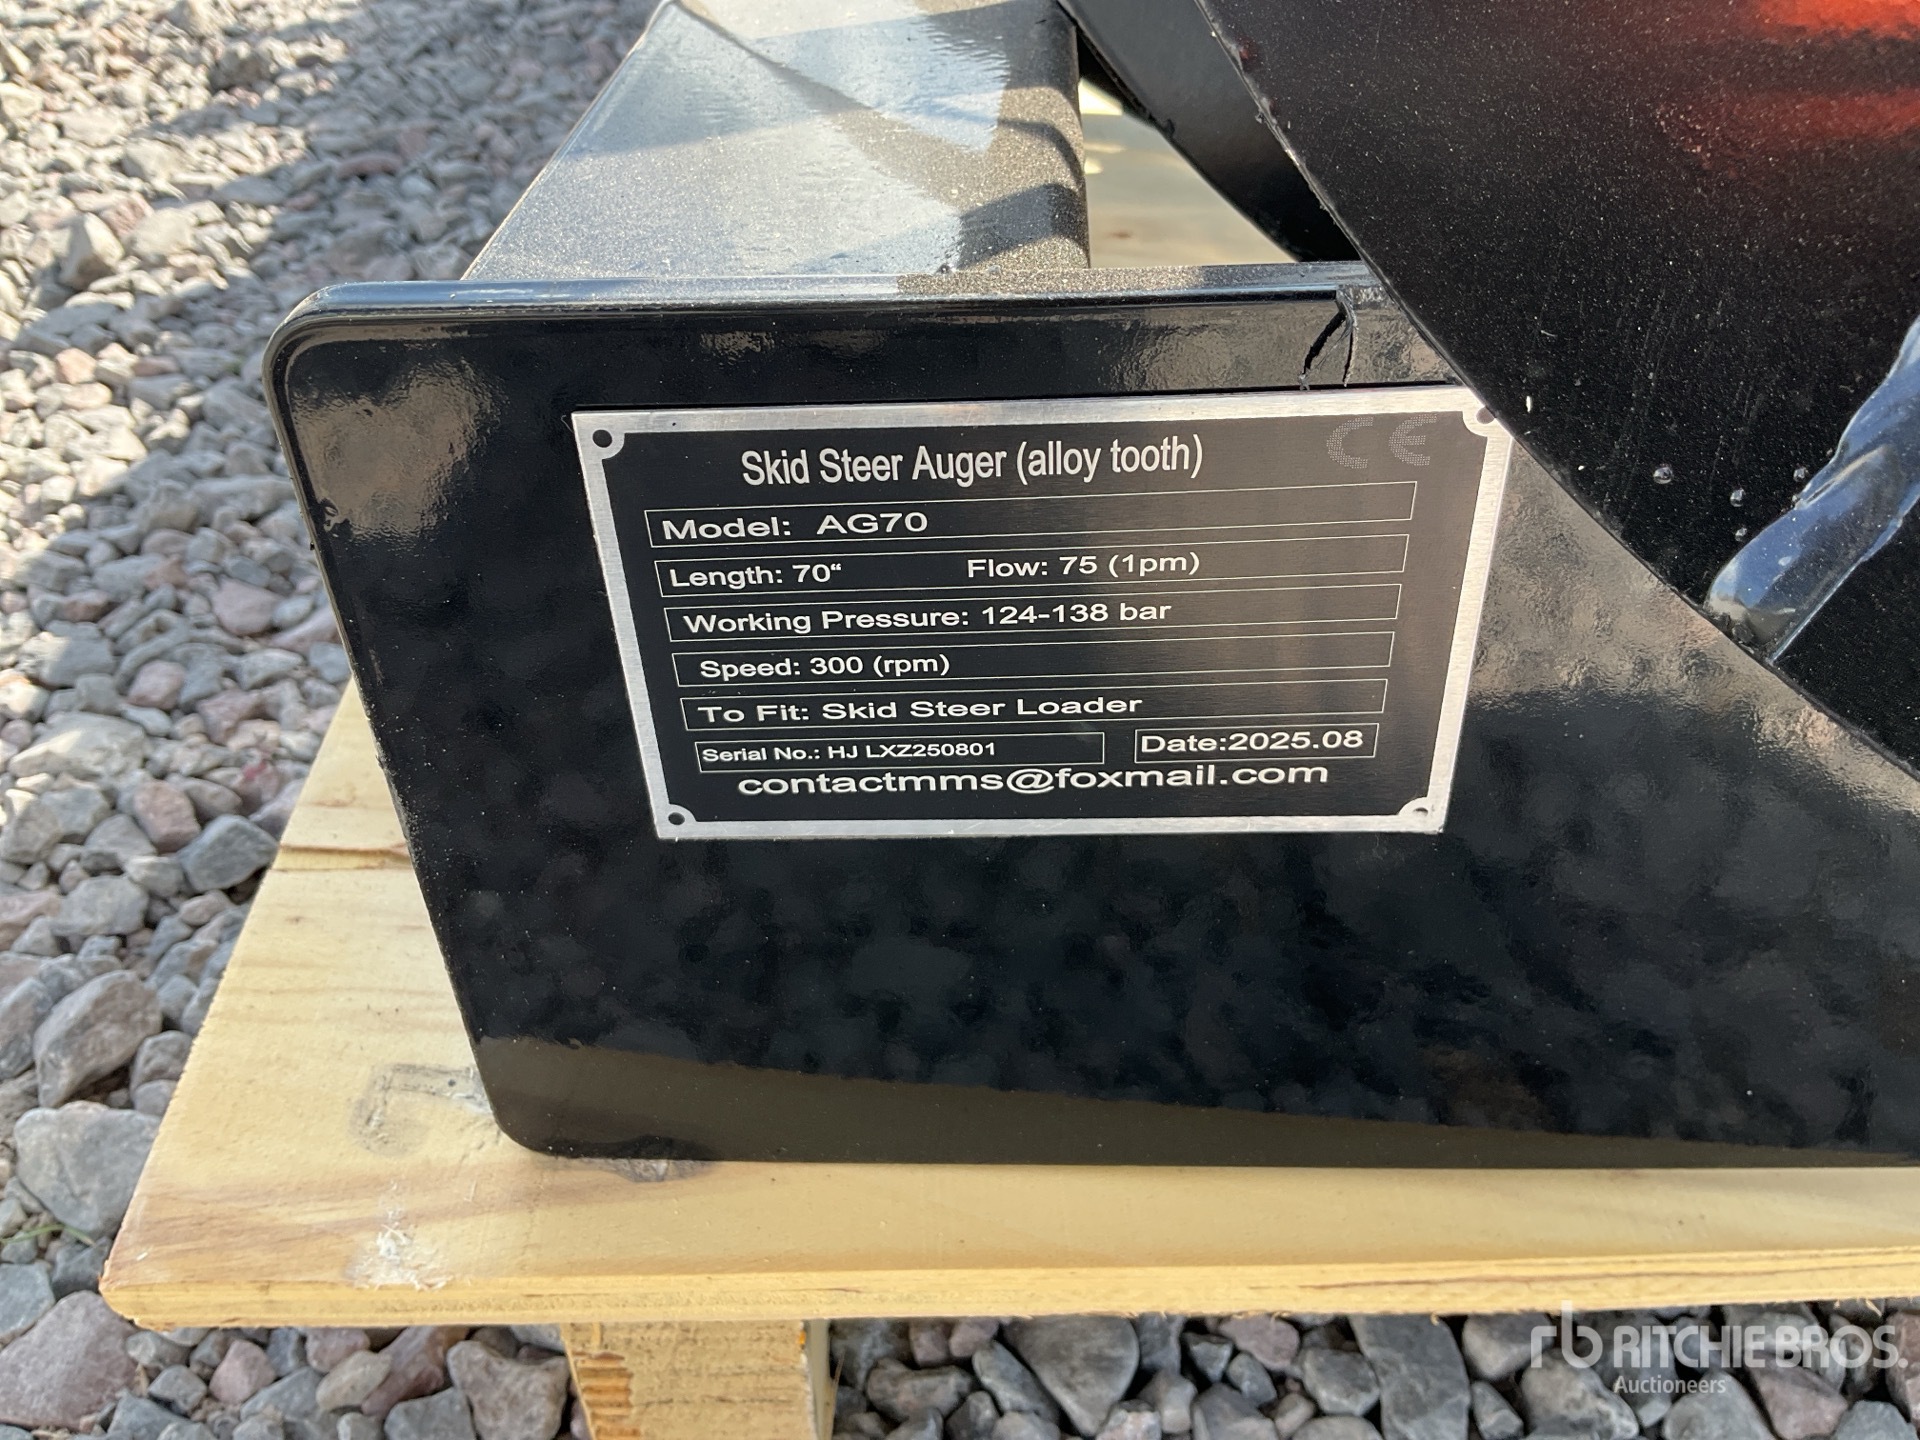 CE
Skid Steer Auger (alloy tooth)
Model: AG70
Length: 70“ Flow: 75 (1pm)
Working Pressure: 124-138 bar
Speed: 300 (rpm)
To Fit: Skid Steer Loader
Serial No.: HJ LXZ250801 Date:2025.08
contactmms@foxmail.com
rb RITCHIE BROS.
Auctioneers